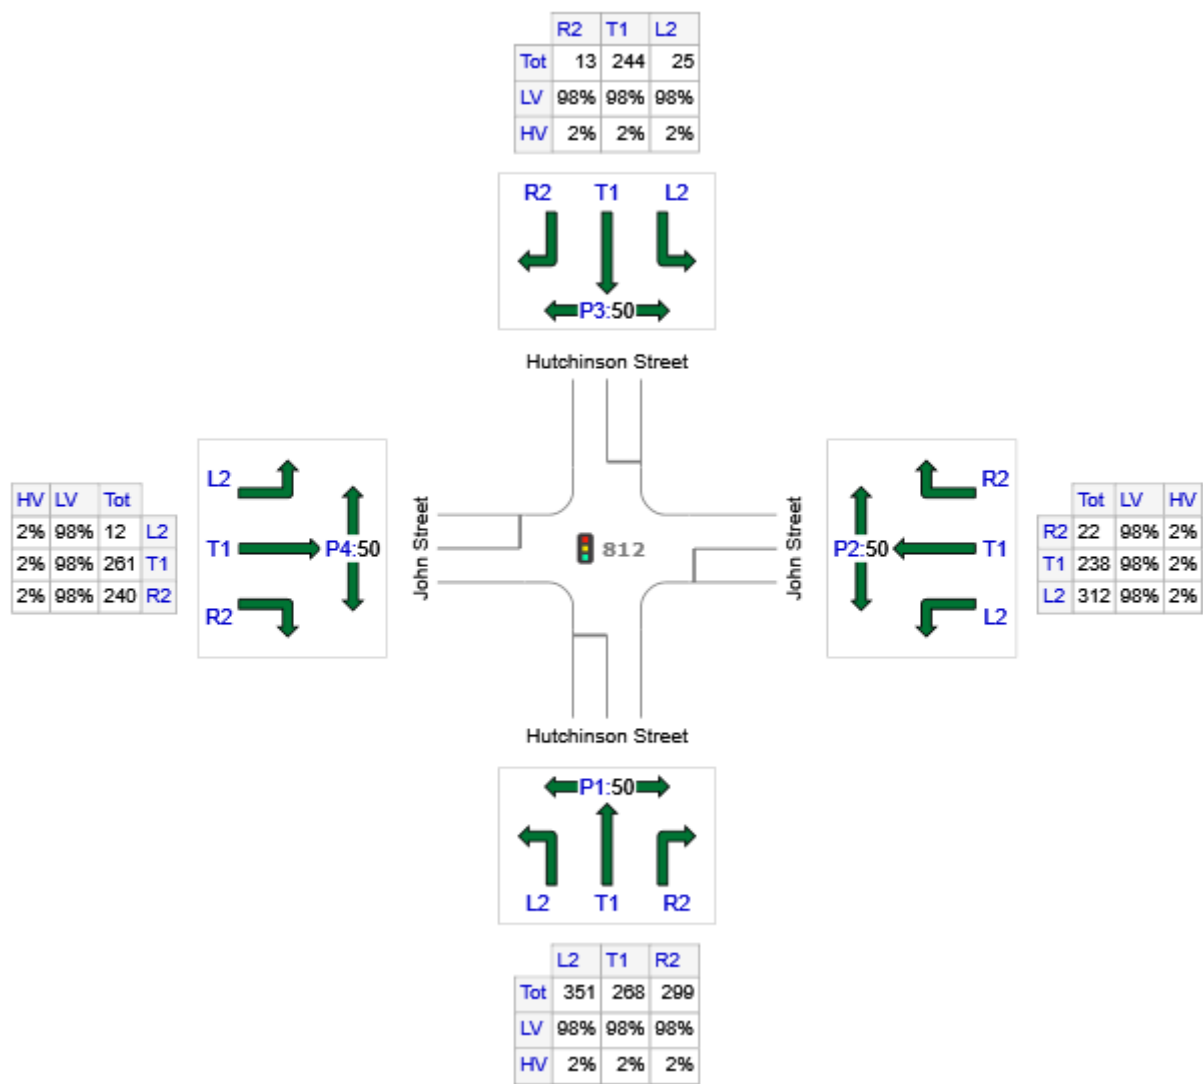 R2 T1 L2
Tot 13 244 25
LV 98% 98% 98%
HV 2% 2% 2%
R2 T1 L2
P3:50
Hutchinson Street
HV LV Tot
2% 98% 12 L2
2% 98% 261 T1
2% 98% 240 R2
L2
T1 P4:50
R2
John Street
812
John Street
R2
P2:50 T1
L2
Tot LV HV
R2 22 98% 2%
T1 238 98% 2%
L2 312 98% 2%
Hutchinson Street
P1:50
L2 T1 R2
L2 T1 R2
Tot 351 268 299
LV 98% 98% 98%
HV 2% 2% 2%